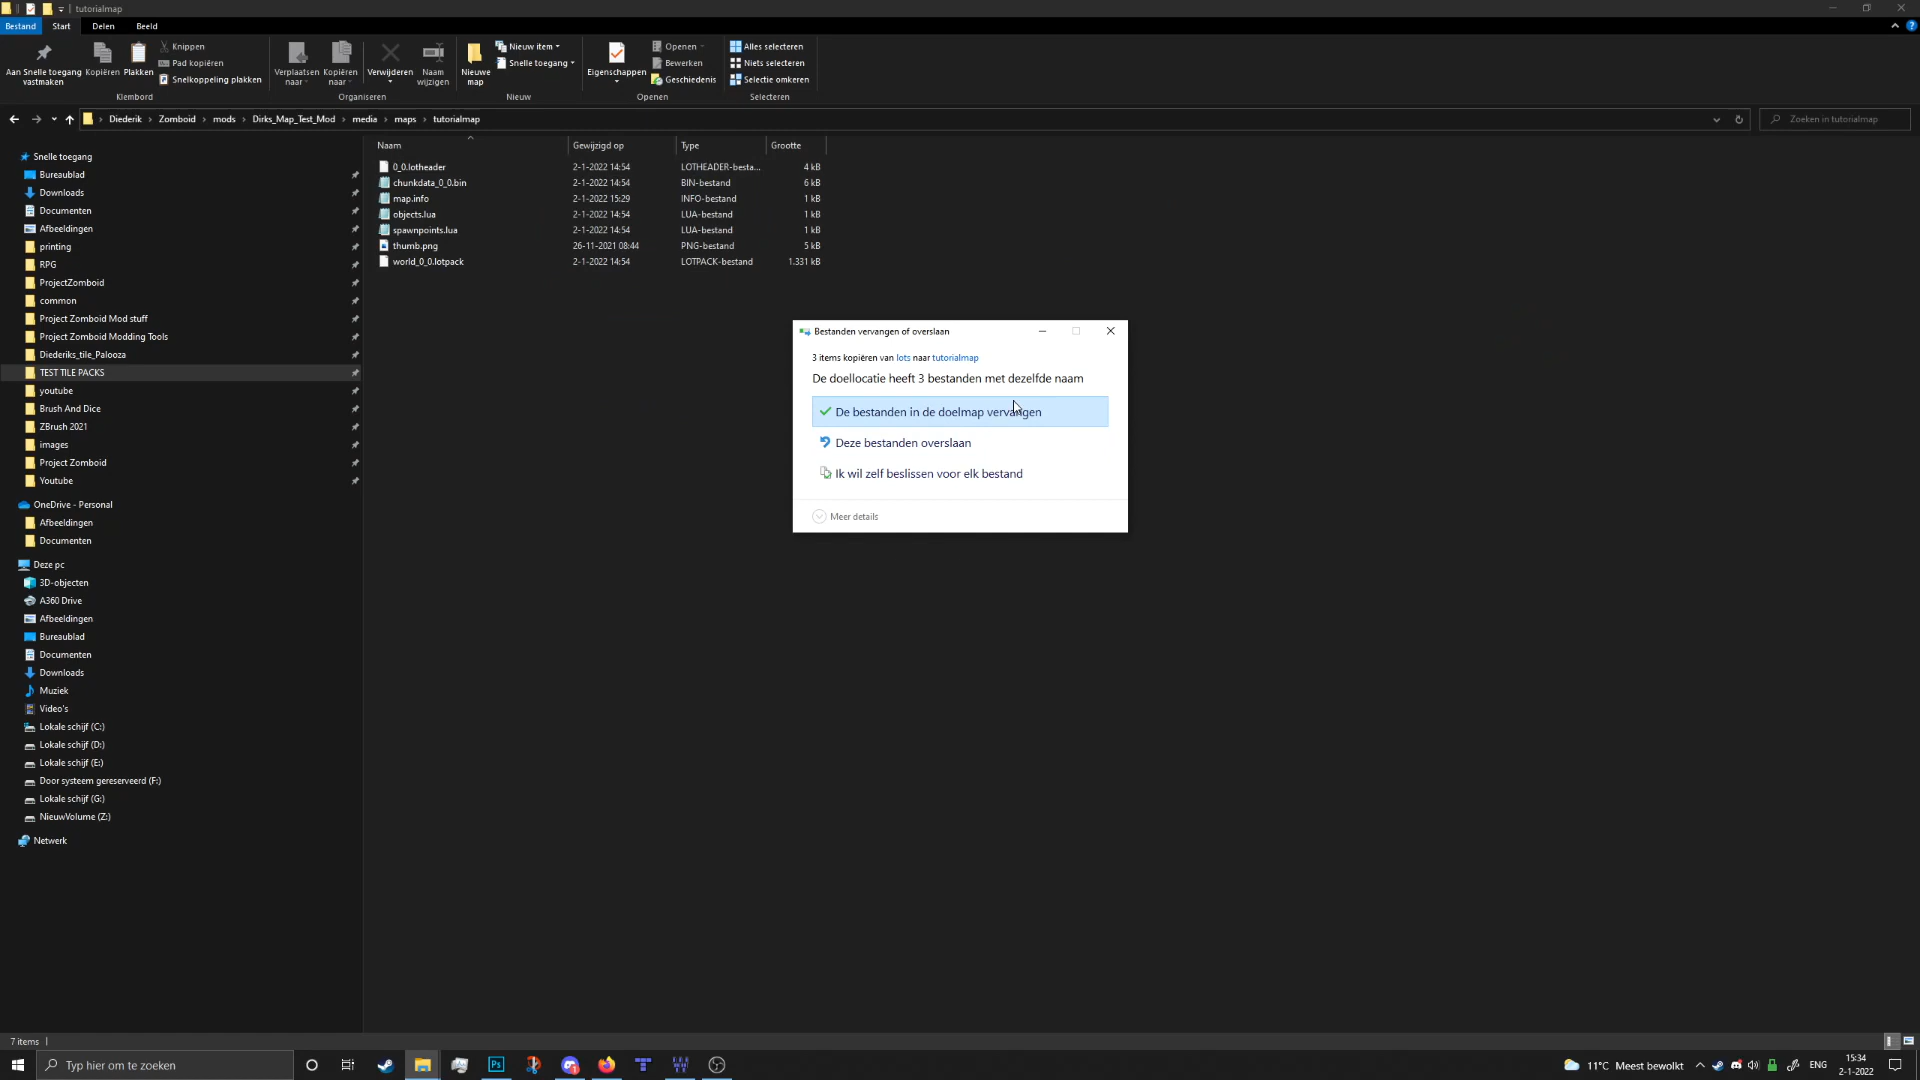 tutorialmap
Bestand Start Delen Beeld
Aan Snelle toegang vastmaken
Kopiëren
Plakken
Knippen
Pad kopiëren
Snelkoppeling plakken
Klembord
Verplaatsen naar
Kopiëren naar
Verwijderen
Naam wijzigen
Organiseren
Nieuwe map
Nieuw item
Snelle toegang
Nieuw
Eigenschappen
Openen
Bewerken
Geschiedenis
Openen
Alles selecteren
Niets selecteren
Selectie omkeren
Selecteren
Diederik > Zomboid > mods > Dirks_Map_Test_Mod > media > maps > tutorialmap
Zoeken in tutorialmap
Snelle toegang
Bureaublad
Downloads
Documenten
Afbeeldingen
printing
RPG
ProjectZomboid
common
Project Zomboid Mod stuff
Project Zomboid Modding Tools
Diederiks_tile_Palooza
TEST TILE PACKS
youtube
Brush And Dice
ZBrush 2021
images
Project Zomboid
Youtube
OneDrive - Personal
Afbeeldingen
Documenten
Deze pc
3D-objecten
A360 Drive
Afbeeldingen
Bureaublad
Documenten
Downloads
Muziek
Video's
Lokale schijf (C:)
Lokale schijf (D:)
Lokale schijf (E:)
Door systeem gereserveerd (F:)
Lokale schijf (G:)
NieuwVolume (Z:)
Netwerk
Naam Gewijzigd op Type Grootte
0_0.lotheader 2-1-2022 14:54 LOTHEADER-besta... 4 kB
chunkdata_0_0.bin 2-1-2022 14:54 BIN-bestand 6 kB
map.info 2-1-2022 15:29 INFO-bestand 1 kB
objects.lua 2-1-2022 14:54 LUA-bestand 1 kB
spawnpoints.lua 2-1-2022 14:54 LUA-bestand 1 kB
thumb.png 26-11-2021 08:44 PNG-bestand 5 kB
world_0_0.lotpack 2-1-2022 14:54 LOTPACK-bestand 1.331 kB
Bestanden vervangen of overslaan
3 items kopiëren van lots naar tutorialmap
De doellocatie heeft 3 bestanden met dezelfde naam
De bestanden in de doelmap vervangen
Deze bestanden overslaan
Ik wil zelf beslissen voor elk bestand
Meer details
7 items
Typ hier om te zoeken
Ps
11°C Meest bewolkt
ENG
15:34
2-1-2022